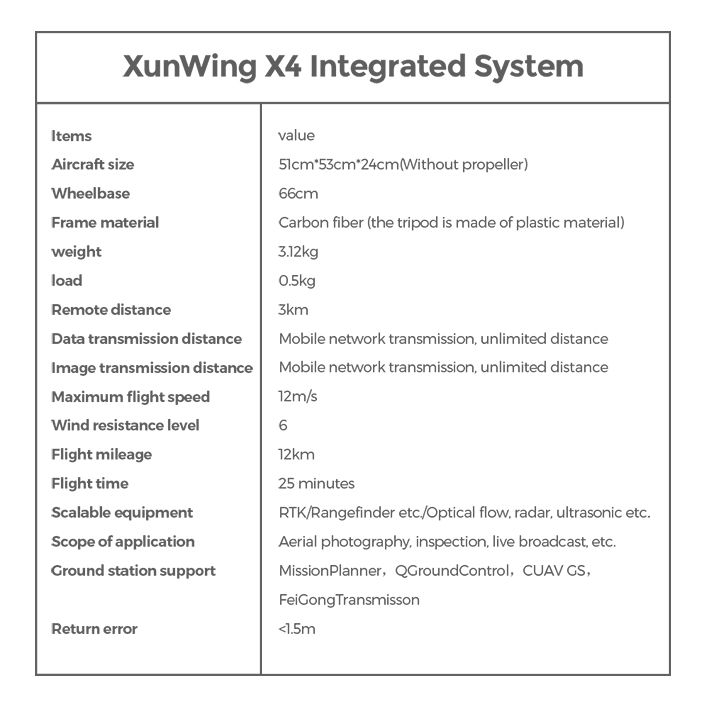 XunWing X4 Integrated System
Items value
Aircraft size 51cm*53cm*24cm(Without propeller)
Wheelbase 66cm
Frame material Carbon fiber (the tripod is made of plastic material)
weight 3.12kg
load 0.5kg
Remote distance 3km
Data transmission distance Mobile network transmission, unlimited distance
Image transmission distance Mobile network transmission, unlimited distance
Maximum flight speed 12m/s
Wind resistance level 6
Flight mileage 12km
Flight time 25 minutes
Scalable equipment RTK/Rangefinder etc./Optical flow, radar, ultrasonic etc.
Scope of application Aerial photography, inspection, live broadcast, etc.
Ground station support MissionPlanner，QGroundControl，CUAV GS，
FeiGongTransmisson
Return error <1.5m